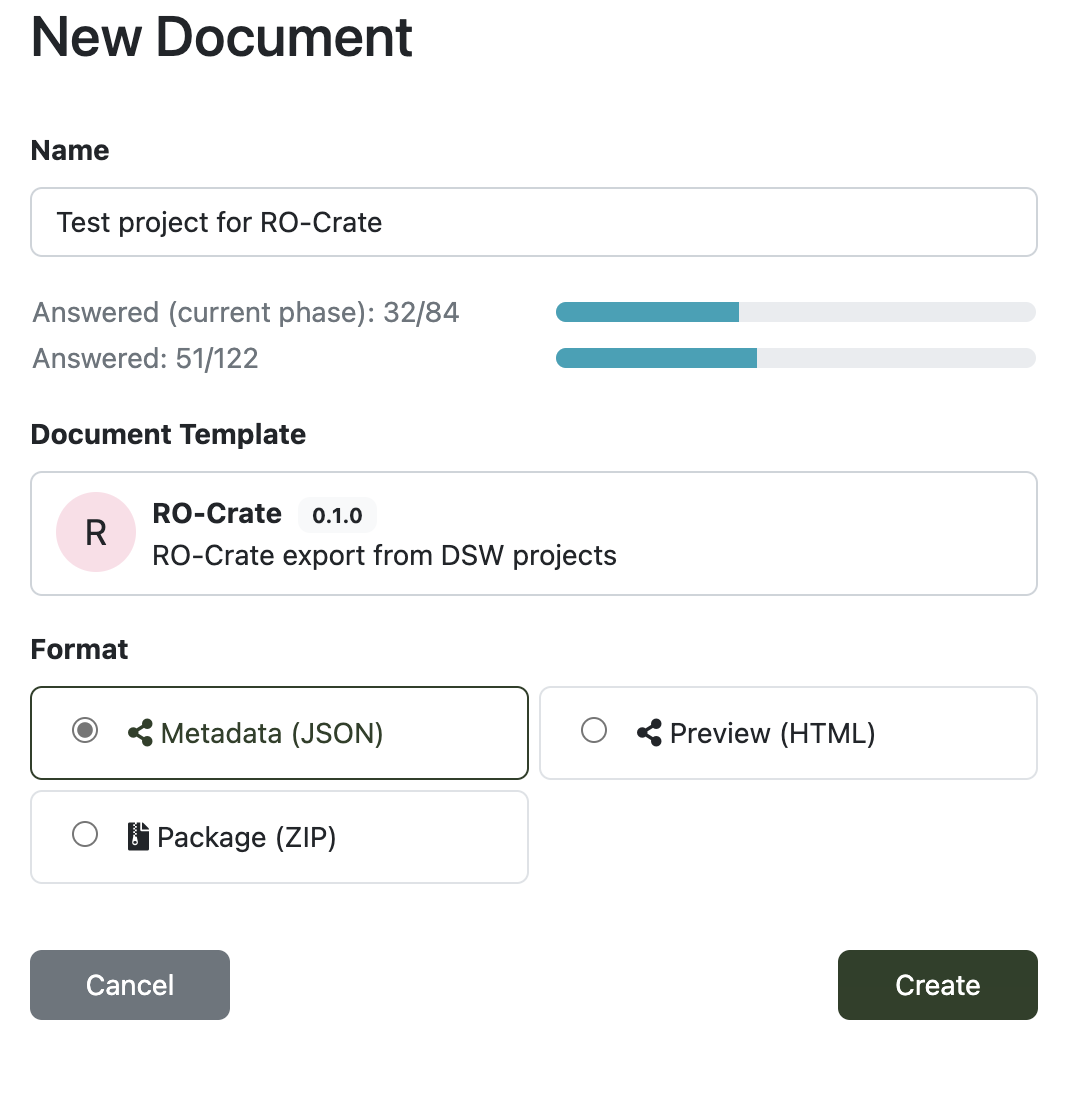 New Document
Name
Test project for RO-Crate
Answered (current phase): 32/84
Answered: 51/122
Document Template
R
RO-Crate 0.1.0
RO-Crate export from DSW projects
Format
Metadata (JSON)
Preview (HTML)
Package (ZIP)
Cancel
Create